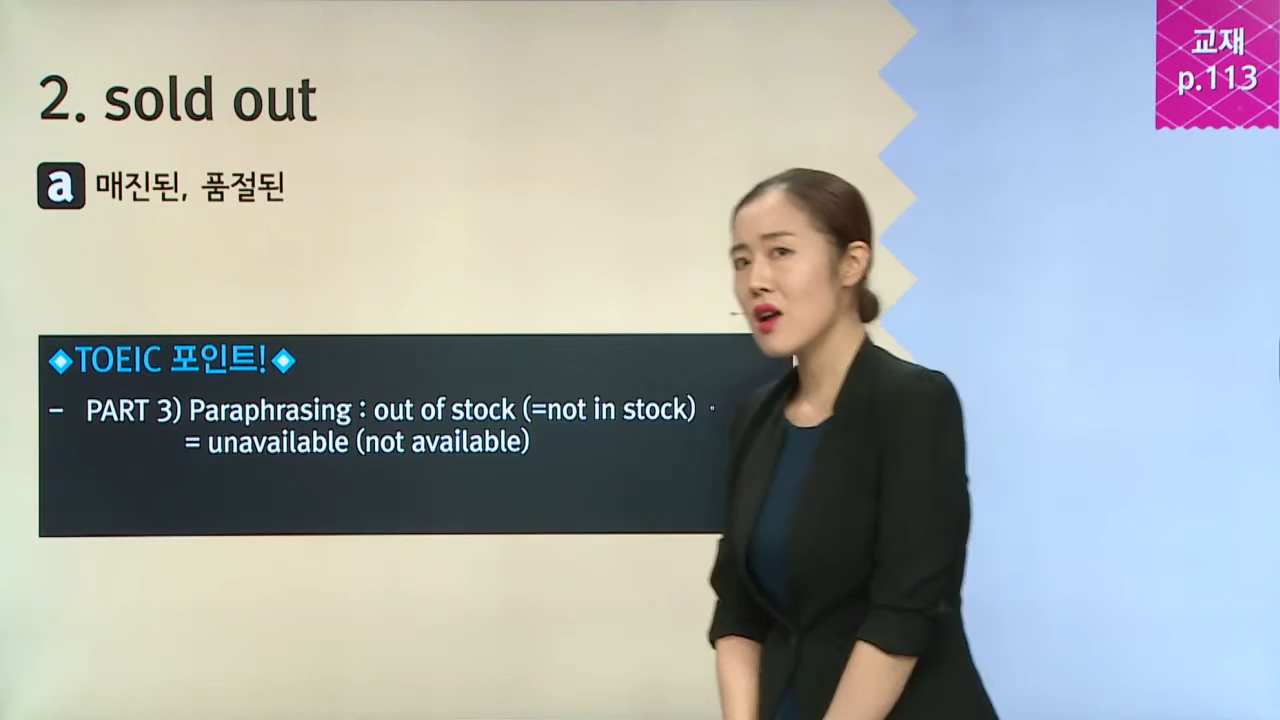 교재
p.113
2. sold out
a 매진된, 품절된
◈TOEIC 포인트!◈
– PART 3) Paraphrasing : out of stock (=not in stock)
= unavailable (not available)